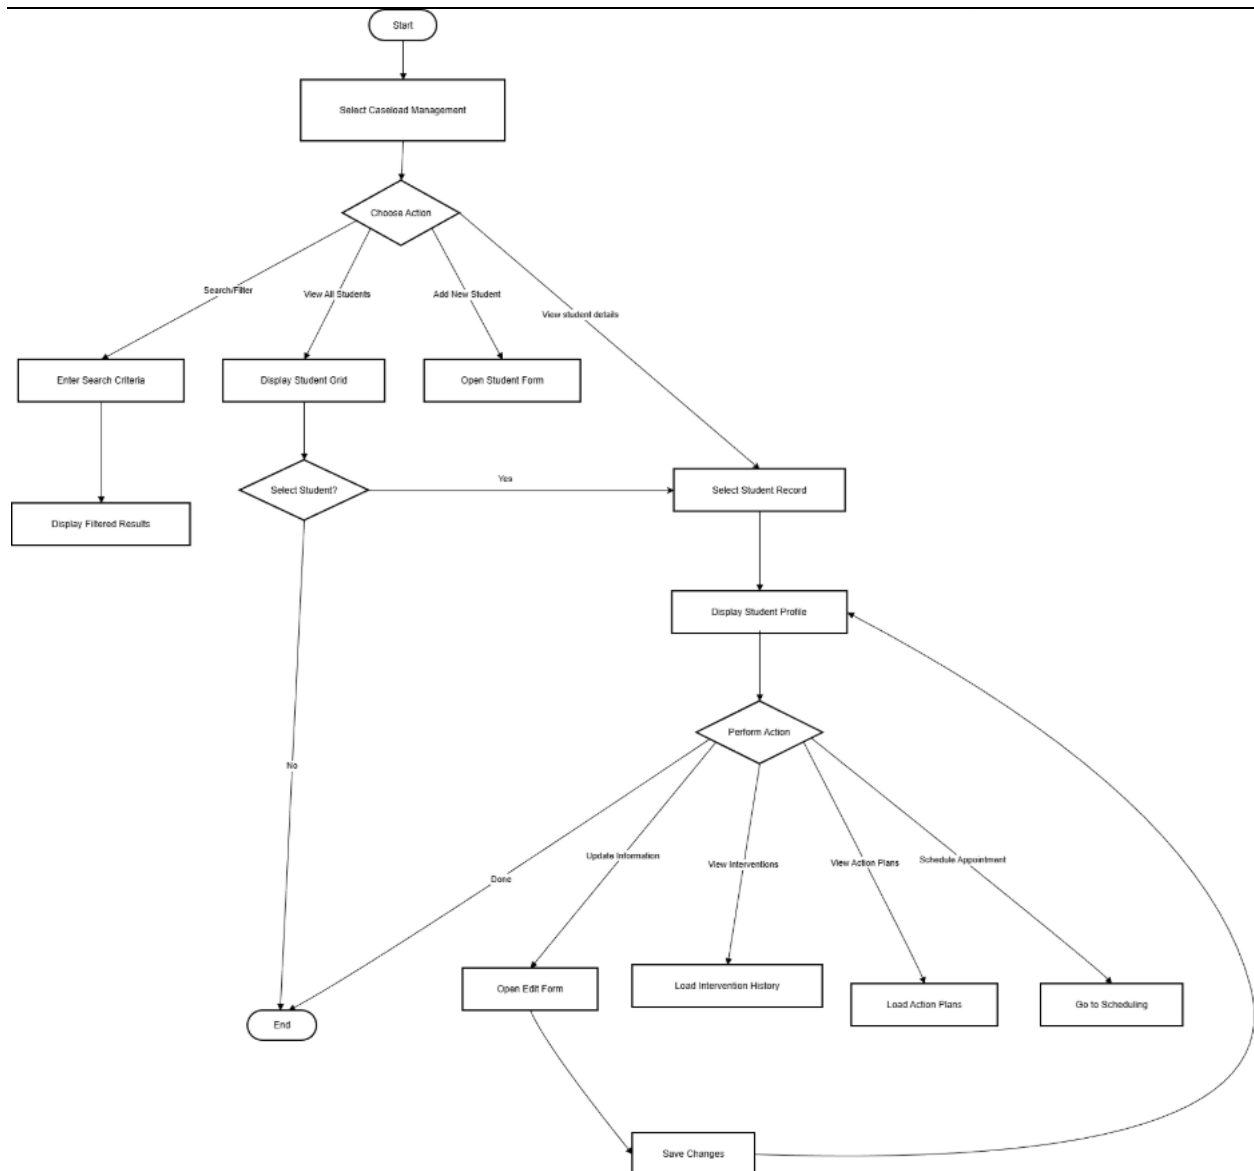 Start
Select Caseload Management
Choose Action
Search/Filter
View All Students
Add New Student
View student details
Enter Search Criteria
Display Student Grid
Open Student Form
Select Student?
Yes
Select Student Record
Display Filtered Results
Display Student Profile
Perform Action
No
Update Information
View Interventions
View Action Plans
Schedule Appointment
Done
Open Edit Form
Load Intervention History
Load Action Plans
Go to Scheduling
End
Save Changes